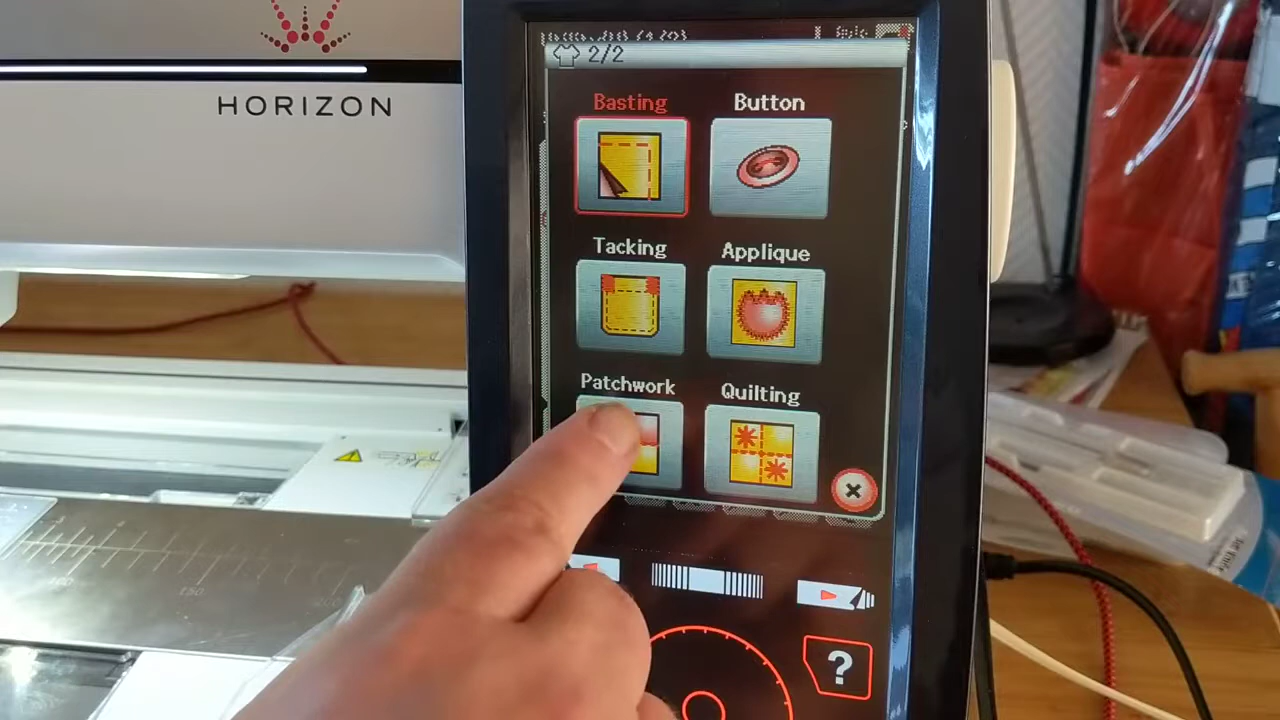 HORIZON
2/2
Basting
Button
Tacking
Applique
Patchwork
Quilting
?